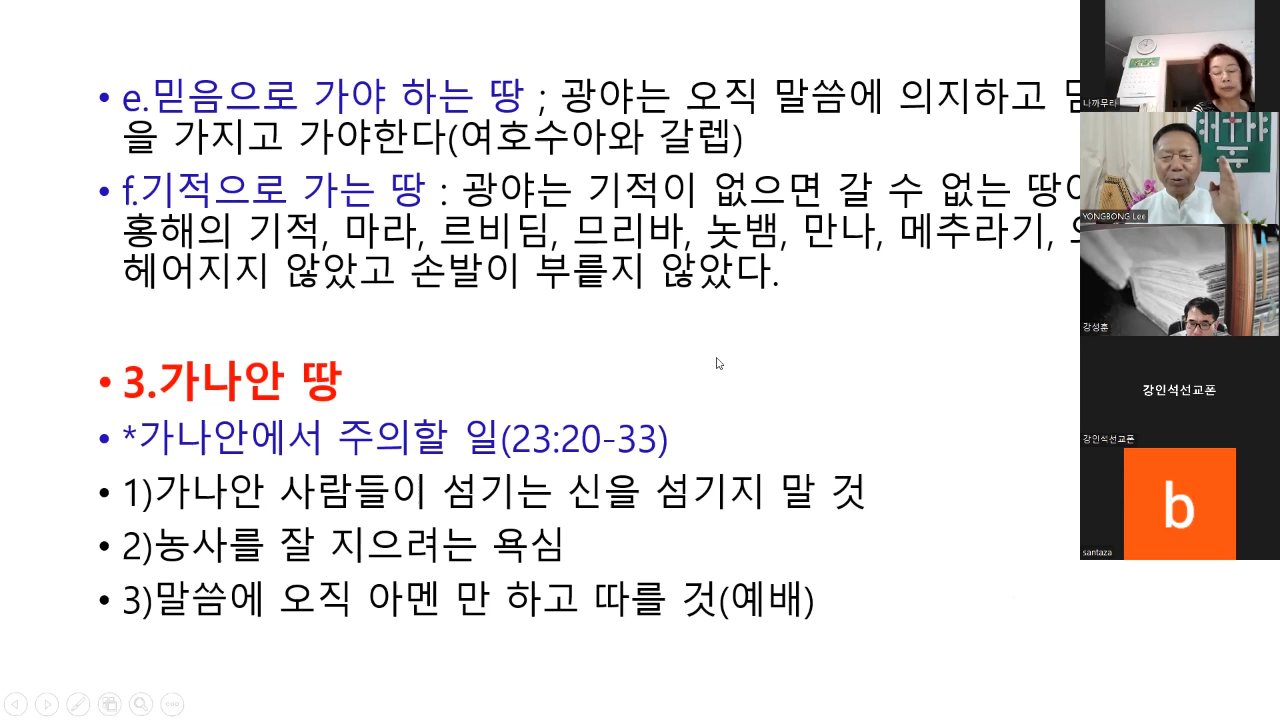 • e.믿음으로 가야 하는 땅 ; 광야는 오직 말씀에 의지하고
을 가지고 가야한다(여호수아와 갈렙)
• f.기적으로 가는 땅 : 광야는 기적이 없으면 갈 수 없는
홍해의 기적, 마라, 르비딤, 므리바, 놋뱀, 만나, 메추라기,
헤어지지 않았고 손발이 부릍지 않았다.
• 3.가나안 땅
• *가나안에서 주의할 일(23:20-33)
• 1)가나안 사람들이 섬기는 신을 섬기지 말 것
• 2)농사를 잘 지으려는 욕심
• 3)말씀에 오직 아멘 만 하고 따를 것(예배)
나까무라
YONGBONG Lee
강성훈
강인석선교폰
강인석선교폰
b
santaza